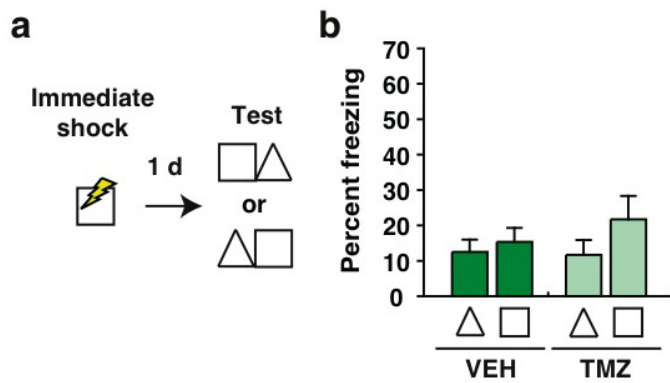 a
Immediate
shock
1 d
Test
or
b
Percent freezing
70
60
50
40
30
20
10
0
VEH
TMZ